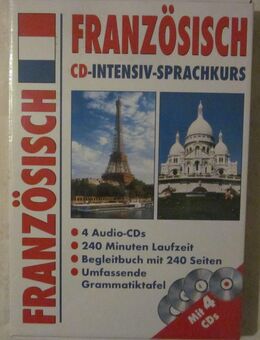 FRANZÖSISCH
FRANZÖSISCH
CD-INTENSIV-SPRACHKURS
4 Audio-CDs
240 Minuten Laufzeit
Begleitbuch mit 240 Seiten
Umfassende
Grammatiktafel
Mit 4
CDs